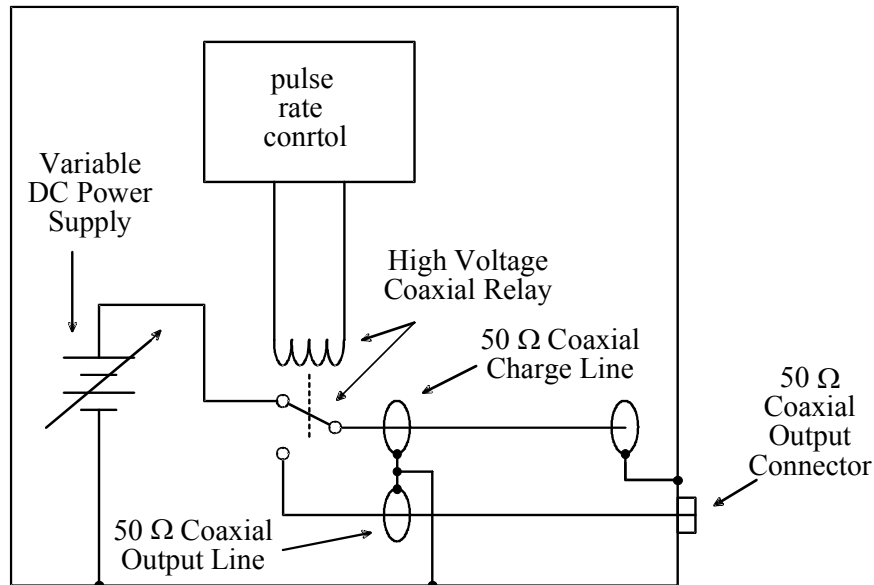 pulse
rate
conrtol
Variable
DC Power
Supply
High Voltage
Coaxial Relay
50 Ω Coaxial
Charge Line
50 Ω
Coaxial
Output
Connector
50 Ω Coaxial
Output Line